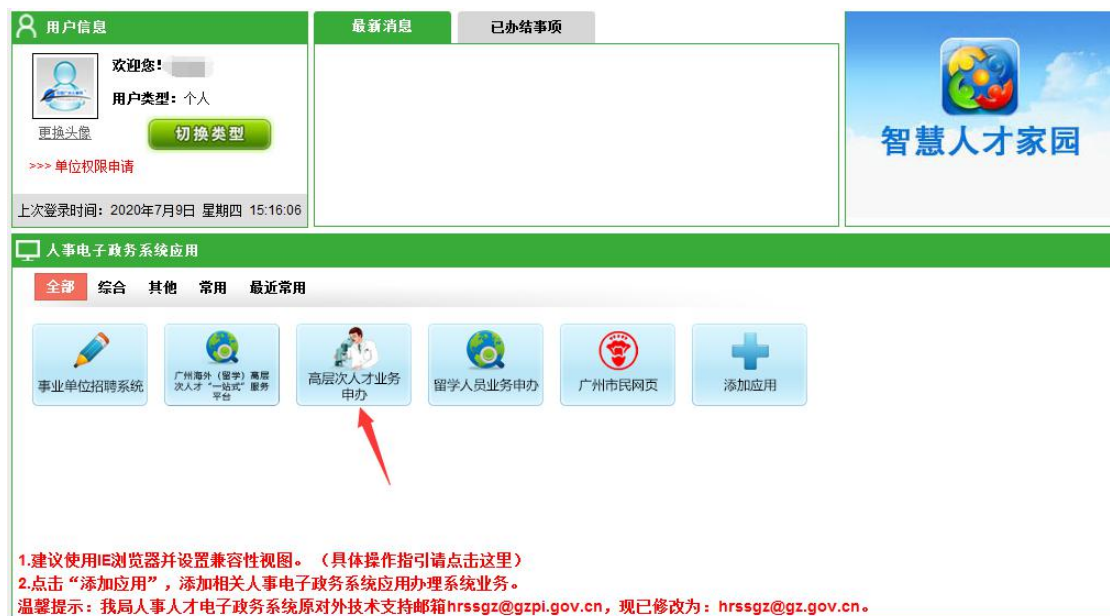 用户信息
欢迎您!
用户类型：个人
更换头像
切换类型
>>> 单位权限申请
上次登录时间：2020年7月9日 星期四 15:16:06
最新消息
已办结事项
智慧人才家园
人事电子政务系统应用
全部 综合 其他 常用 最近常用
事业单位招聘系统
广州海外（留学）高层
次人才“一站式”服务
平台
高层次人才业务
申办
留学人员业务申办
广州市民网页
添加应用
1.建议使用IE浏览器并设置兼容性视图。（具体操作指引请点击这里）
2.点击“添加应用”，添加相关人事电子政务系统应用办理系统业务。
温馨提示：我局人事人才电子政务系统原对外技术支持邮箱hrssgz@gzpi.gov.cn，现已修改为：hrssgz@gz.gov.cn。